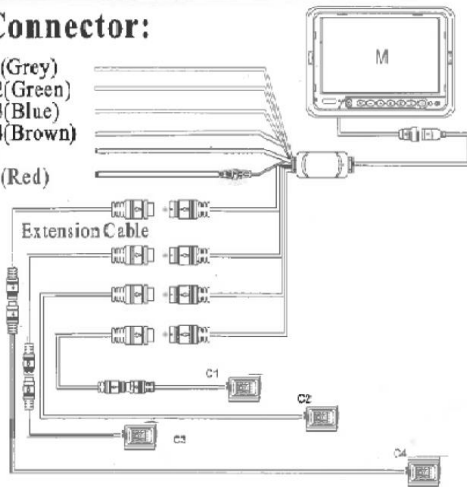 Connector:
(Grey)
(Green)
(Blue)
(Brown)
(Red)
Extension Cable
M
C1
C2
C3
C4